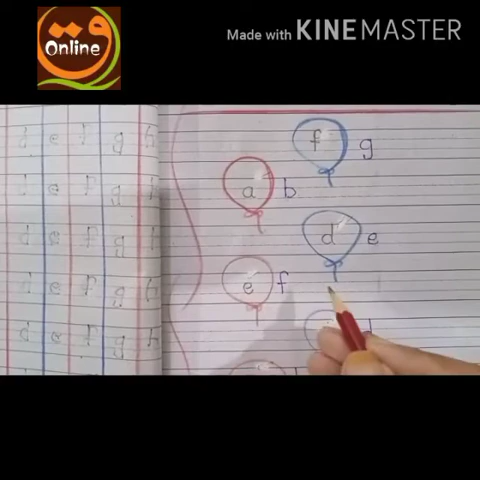 Online
Made with KINEMASTER
d e f g h
d e f g h
d e f g h
d e f g h
d e f g h
f g
a b
d e
e f